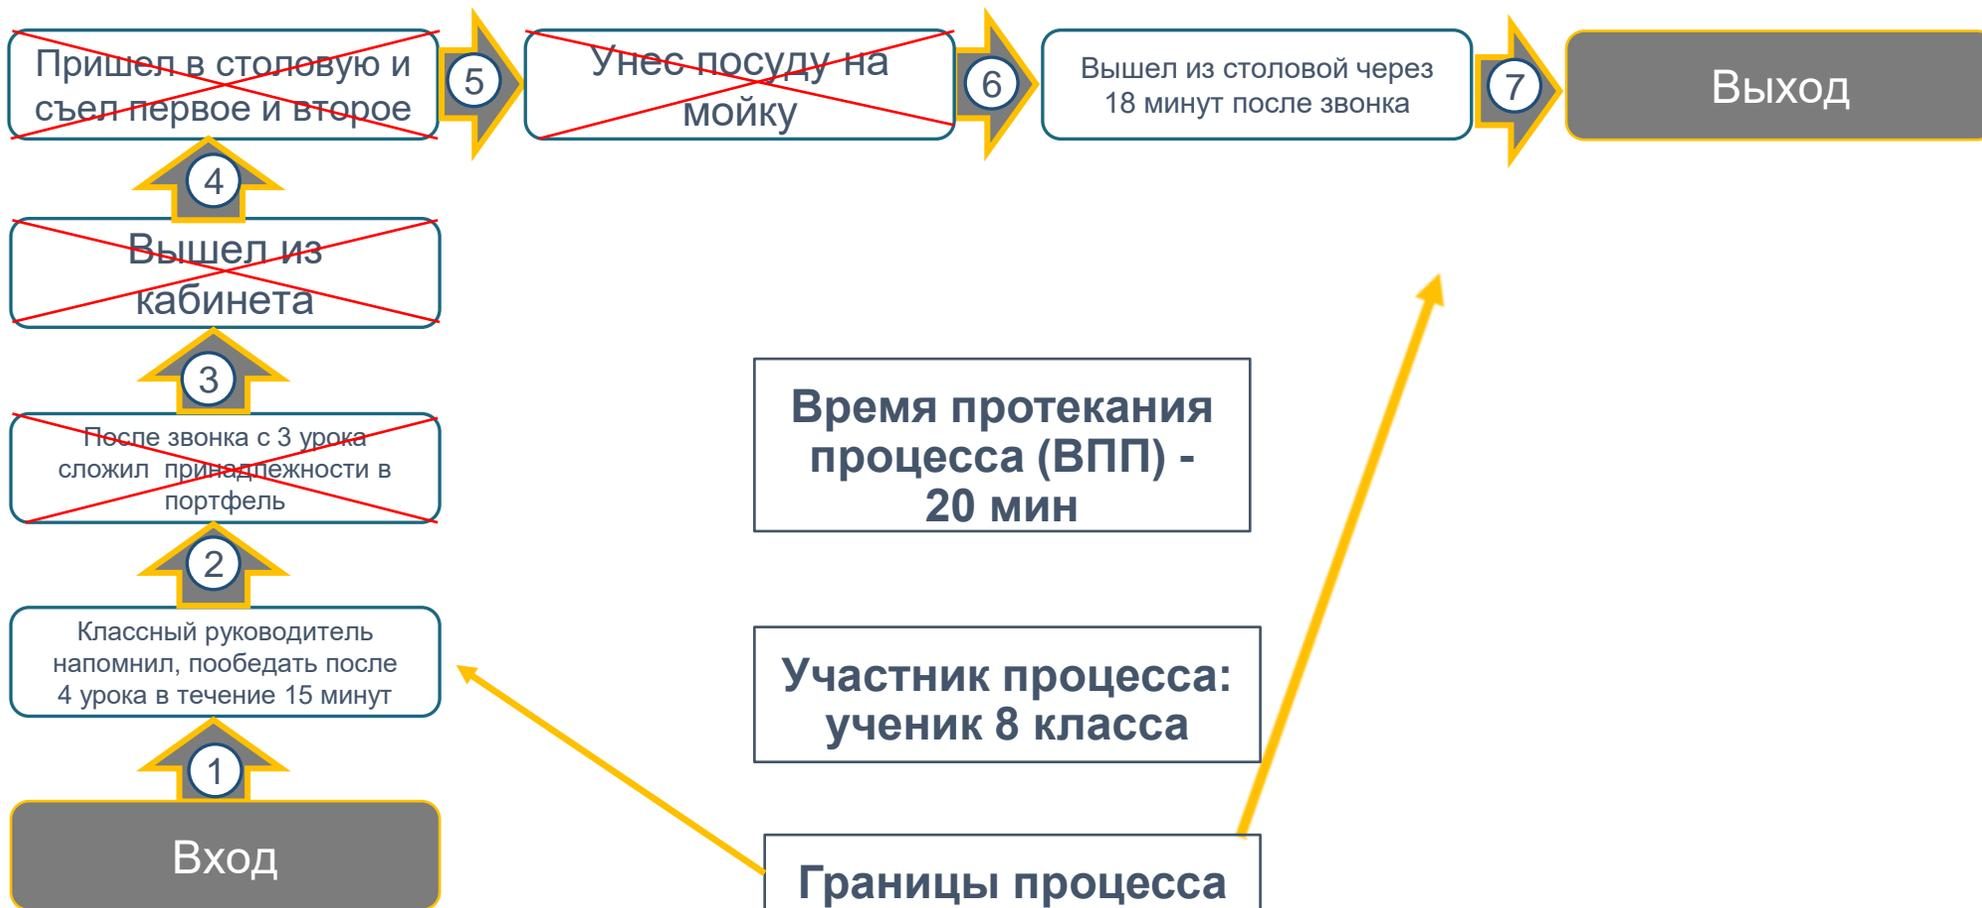 Пришел в столовую и
съел первое и второе
5
Унес посуду на
мойку
6
Вышел из столовой через
18 минут после звонка
7
Выход
4
Вышел из
кабинета
3
После звонка с 3 урока
сложил принадлежности в
портфель
2
Классный руководитель
напомнил, пообедать после
4 урока в течение 15 минут
1
Вход
Время протекания
процесса (ВПП) -
20 мин
Участник процесса:
ученик 8 класса
Границы процесса